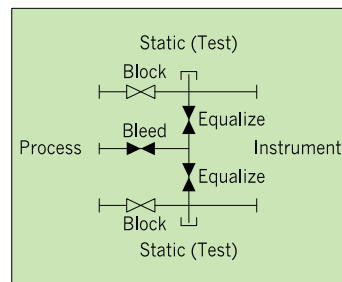 Static (Test)
Block
Equalize
Bleed
Process
Instrument
Equalize
Block
Static (Test)